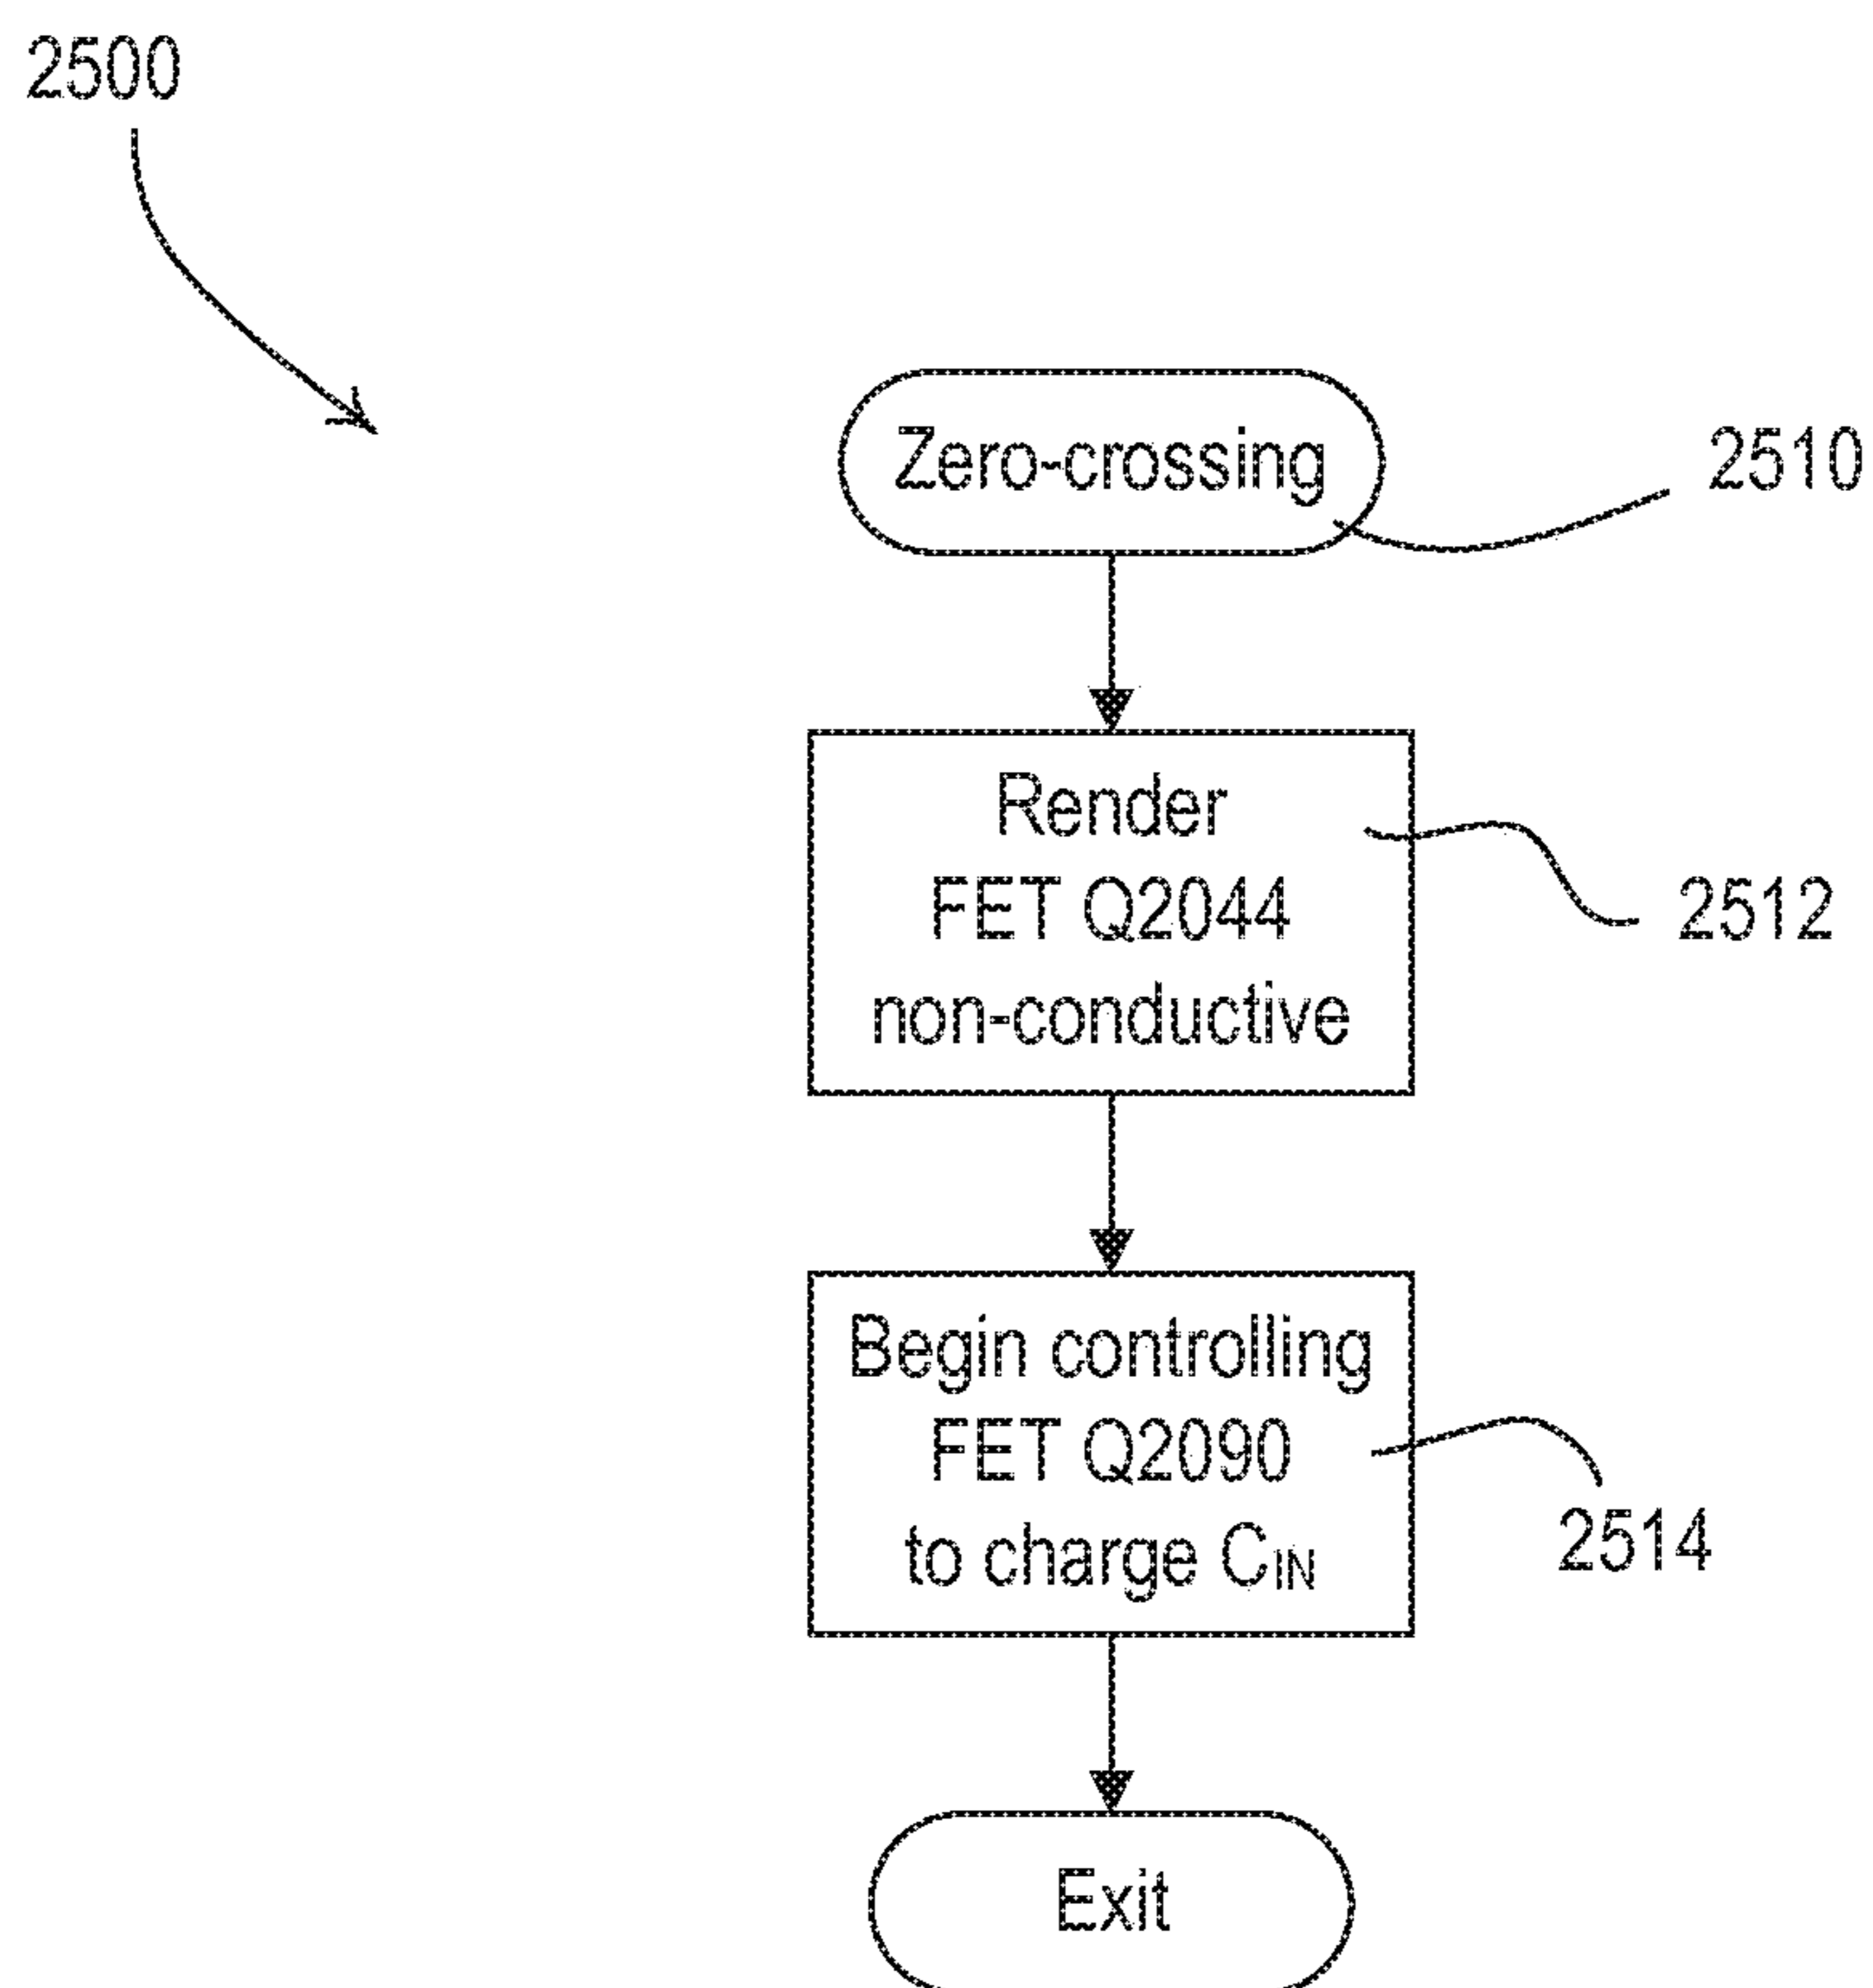 2500
Zero-crossing
2510
Render
FET Q2044
non-conductive
2512
Begin controlling
FET Q2090
to charge CIN
2514
Exit